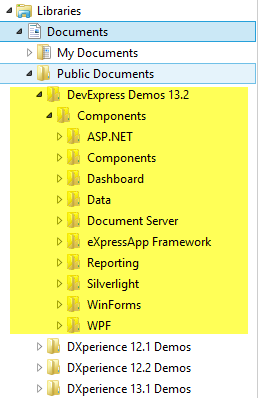 Libraries
Documents
My Documents
Public Documents
DevExpress Demos 13.2
Components
ASP.NET
Components
Dashboard
Data
Document Server
eXpressApp Framework
Reporting
Silverlight
WinForms
WPF
DXperience 12.1 Demos
DXperience 12.2 Demos
DXperience 13.1 Demos